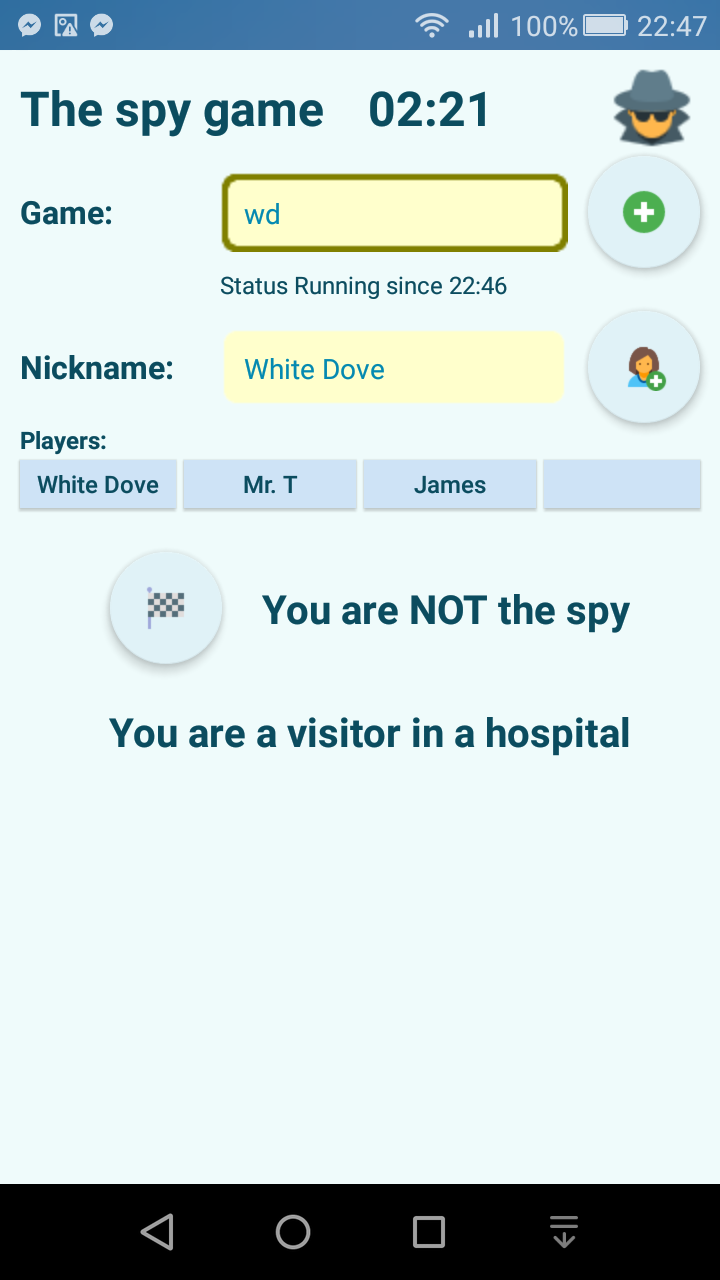 100% 22:47
The spy game 02:21
Game: wd
Status Running since 22:46
Nickname: White Dove
Players:
White Dove Mr. T James
You are NOT the spy
You are a visitor in a hospital